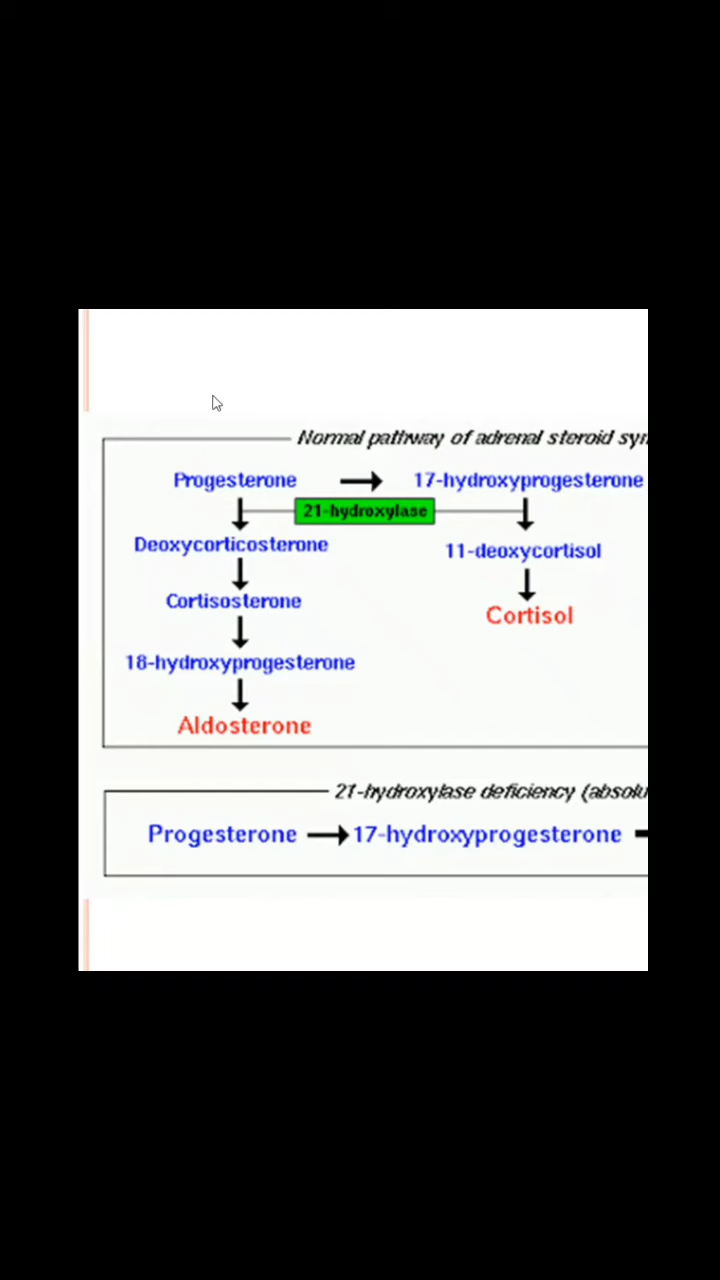 Normal pathway of adrenal steroid syn
Progesterone 17-hydroxyprogesterone
21-hydroxylase
Deoxycorticosterone 11-deoxycortisol
Cortisosterone Cortisol
18-hydroxyprogesterone
Aldosterone
21-hydroxylase deficiency (absolu
Progesterone 17-hydroxyprogesterone